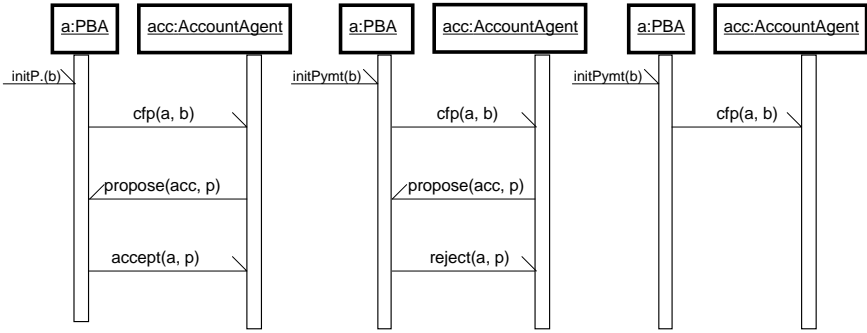 a:PBA acc:AccountAgent a:PBA acc:AccountAgent a:PBA acc:AccountAgent
initP.(b) initPymt(b) initPymt(b)
cfp(a, b) cfp(a, b) cfp(a, b)
propose(acc, p) propose(acc, p)
accept(a, p) reject(a, p)